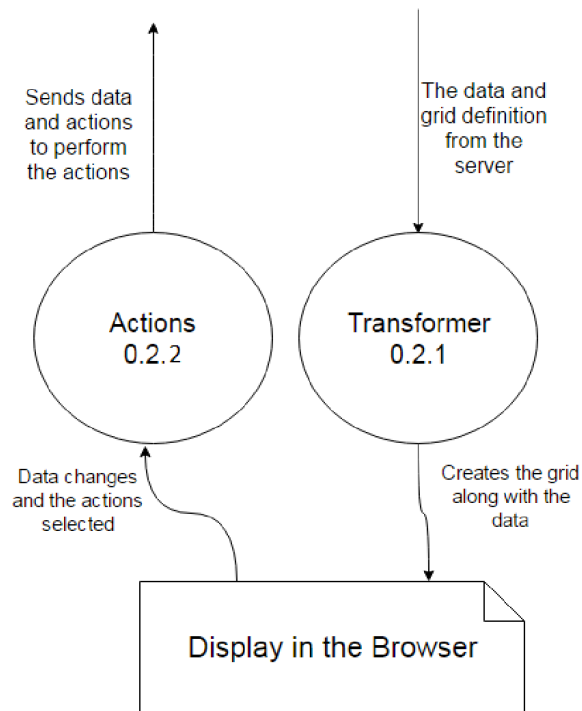 Sends data
and actions
to perform
the actions
The data and
grid definition
from the
server
Actions
0.2.2
Transformer
0.2.1
Data changes
and the actions
selected
Creates the grid
along with the
data
Display in the Browser